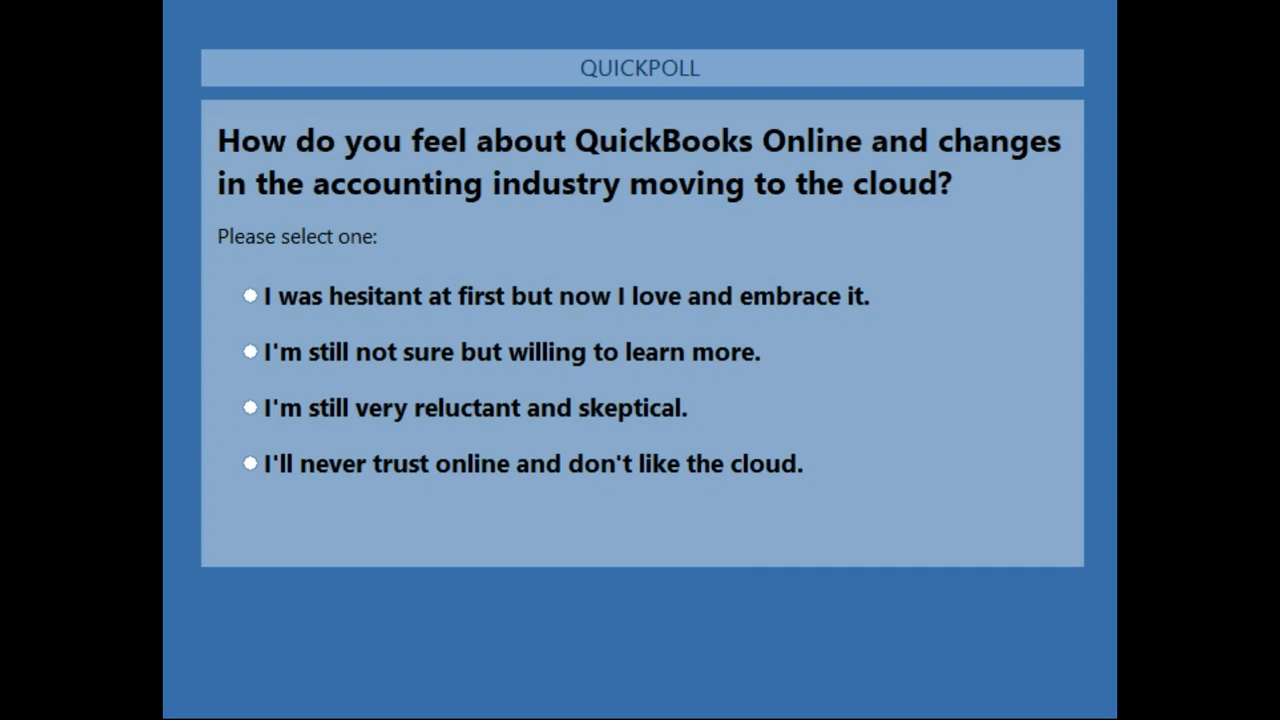 QUICKPOLL
How do you feel about QuickBooks Online and changes
in the accounting industry moving to the cloud?
Please select one:
I was hesitant at first but now I love and embrace it.
I'm still not sure but willing to learn more.
I'm still very reluctant and skeptical.
I'll never trust online and don't like the cloud.